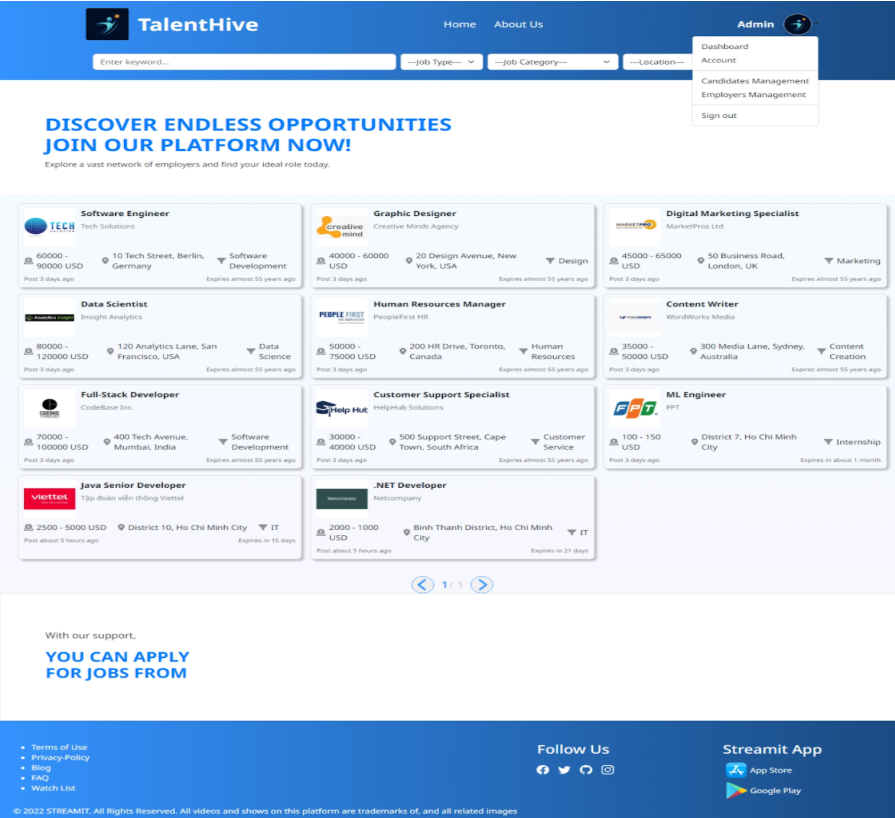 TalentHive
Home
About Us
Admin
Enter keyword...
---Job Type---
---Job Category---
---Location---
Dashboard
Account
Candidates Management
Employers Management
Sign out
DISCOVER ENDLESS OPPORTUNITIES
JOIN OUR PLATFORM NOW!
Explore a vast network of employers and find your ideal role today.
TECH
Software Engineer
Tech Solutions
60000 -
90000 USD
10 Tech Street, Berlin,
Germany
Software
Development
Post 3 days ago
Expires almost 55 years ago
creative
mind
Graphic Designer
Creative Minds Agency
40000 - 60000
USD
20 Design Avenue, New
York, USA
Design
Post 3 days ago
Expires almost 55 years ago
MARKETPRO
Digital Marketing Specialist
MarketPros Ltd
45000 - 65000
USD
50 Business Road,
London, UK
Marketing
Post 3 days ago
Expires almost 55 years ago
Analytics Insight
Data Scientist
Insight Analytics
80000 -
120000 USD
120 Analytics Lane, San
Francisco, USA
Data
Science
Post 3 days ago
Expires almost 55 years ago
PEOPLE FIRST
HR SERVICES
Human Resources Manager
PeopleFirst HR
50000 -
75000 USD
200 HR Drive, Toronto,
Canada
Human
Resources
Post 3 days ago
Expires almost 55 years ago
Content Writer
WordWorks Media
35000 -
50000 USD
300 Media Lane, Sydney,
Australia
Content
Creation
Post 3 days ago
Expires almost 55 years ago
CODEBASE
Full-Stack Developer
CodeBase Inc.
70000 -
100000 USD
400 Tech Avenue,
Mumbai, India
Software
Development
Post 3 days ago
Expires almost 55 years ago
Help Hut
Customer Support Specialist
HelpHub Solutions
30000 -
40000 USD
500 Support Street, Cape
Town, South Africa
Customer
Service
Post 3 days ago
Expires almost 55 years ago
FPT
ML Engineer
FPT
100 - 150
USD
District 7, Ho Chi Minh
City
Internship
Post 3 days ago
Expires in about 1 month
viettel
Java Senior Developer
Tập đoàn viễn thông Viettel
2500 - 5000 USD
District 10, Ho Chi Minh City
IT
Post about 5 hours ago
Expires in 15 days
Netcompany
.NET Developer
Netcompany
2000 - 1000
USD
Binh Thanh District, Ho Chi Minh
City
IT
Post about 5 hours ago
Expires in 21 days
1 / 1
With our support,
YOU CAN APPLY
FOR JOBS FROM
Terms of Use
Privacy-Policy
Blog
FAQ
Watch List
Follow Us
Streamit App
App Store
Google Play
© 2022 STREAMIT. All Rights Reserved. All videos and shows on this platform are trademarks of, and all related images